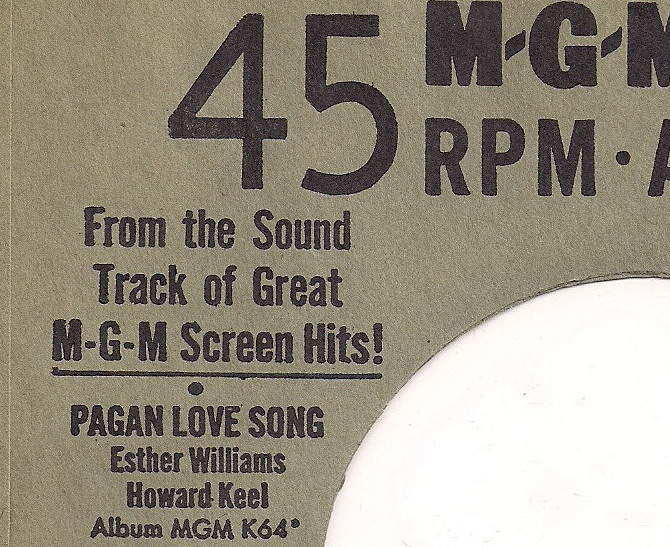 45 M-G-M
RPM · A
From the Sound
Track of Great
M-G-M Screen Hits!
•
PAGAN LOVE SONG
Esther Williams
Howard Keel
Album MGM K64*